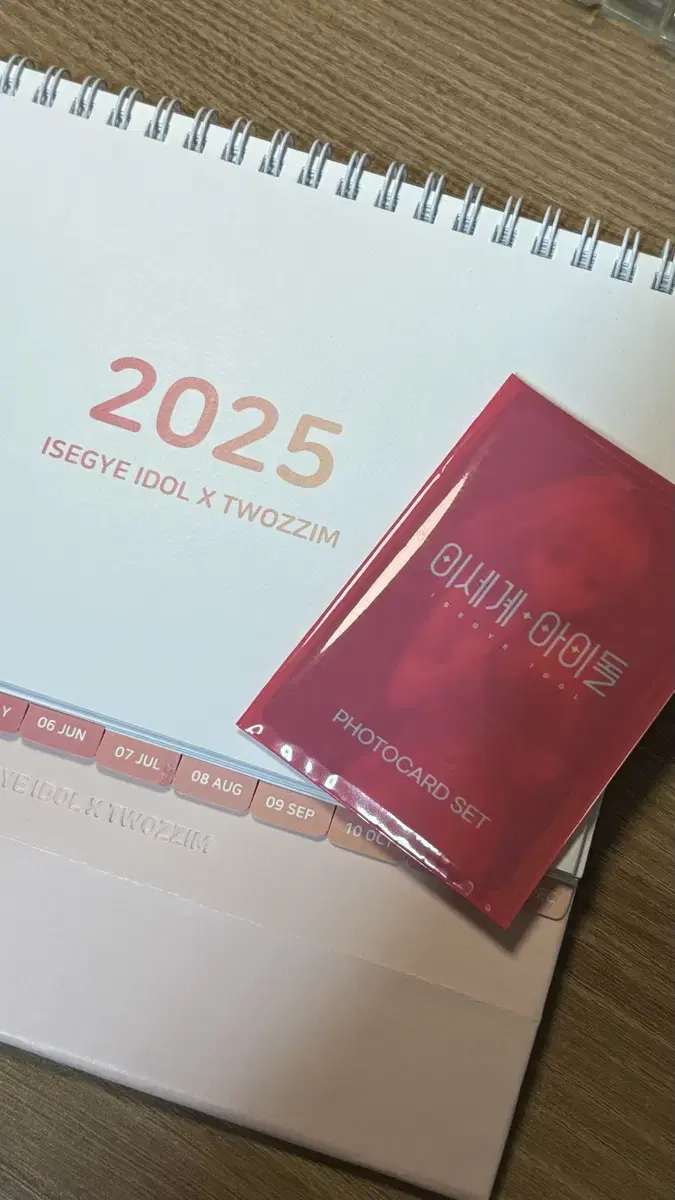 2025
ISEGYE IDOL X TWOZZIM
이세계아이돌
ISEGYE IDOL
PHOTOCARD SET
Y
06 JUN
07 JUL
08 AUG
09 SEP
10 OCT
YE IDOL X TWOZZIM